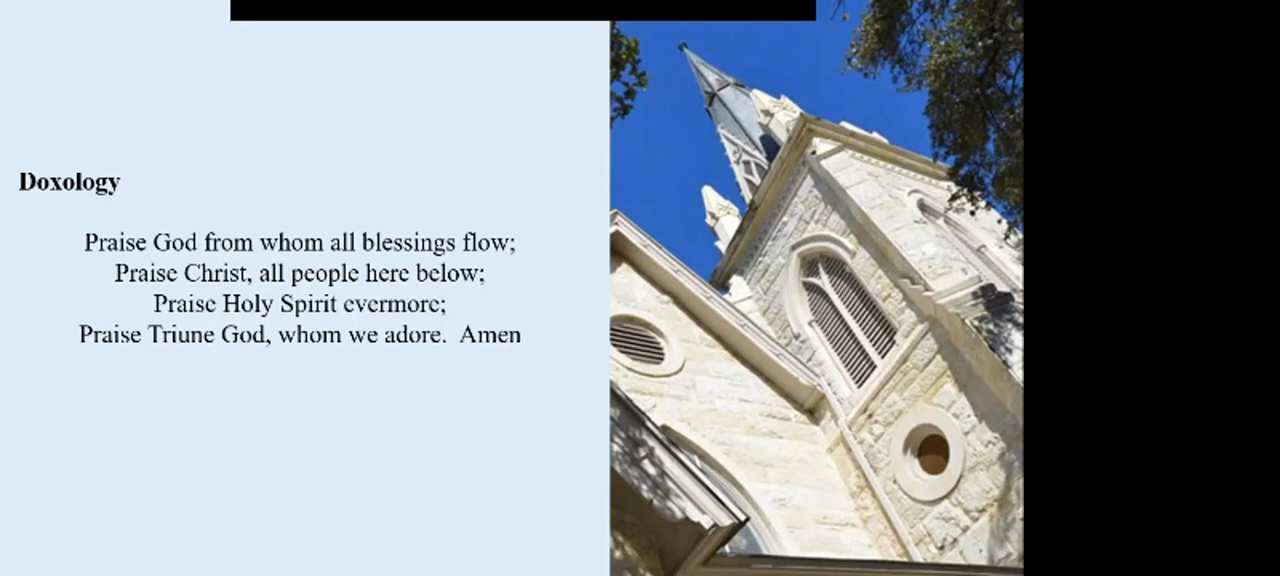 Doxology
Praise God from whom all blessings flow;
Praise Christ, all people here below;
Praise Holy Spirit evermore;
Praise Triune God, whom we adore. Amen